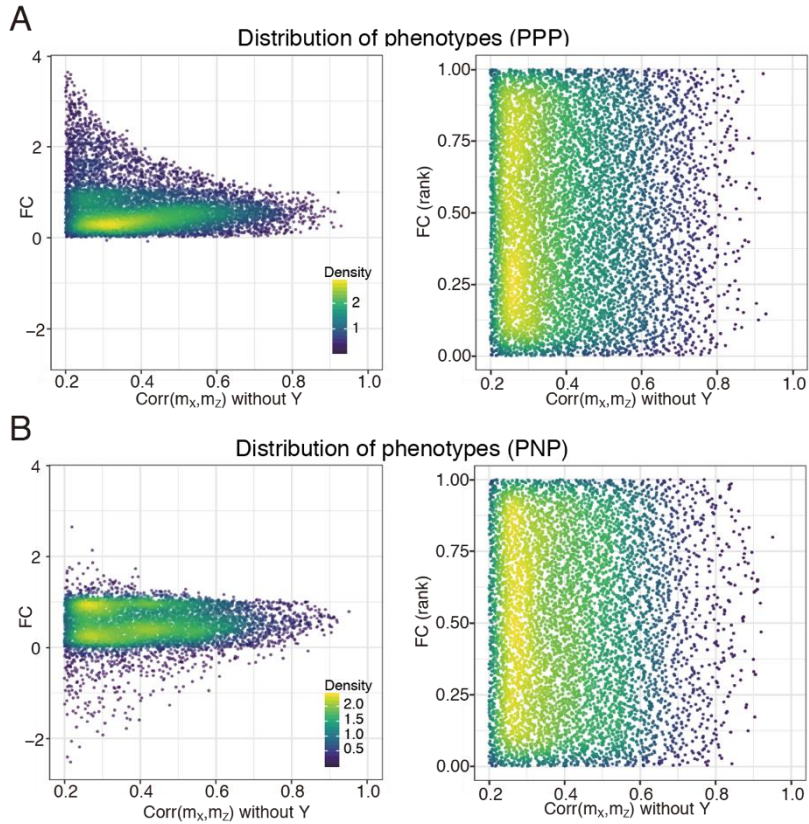 A
Distribution of phenotypes (PPP)
4
2
0
−2
FC
0.2 0.4 0.6 0.8 1.0
Corr(mX,mZ) without Y
Density
2
1
1.00
0.75
0.50
0.25
0.00
FC (rank)
0.2 0.4 0.6 0.8 1.0
Corr(mX,mZ) without Y
B
Distribution of phenotypes (PNP)
4
2
0
−2
FC
0.2 0.4 0.6 0.8 1.0
Corr(mX,mZ) without Y
Density
2.0
1.5
1.0
0.5
1.00
0.75
0.50
0.25
0.00
FC (rank)
0.2 0.4 0.6 0.8 1.0
Corr(mX,mZ) without Y